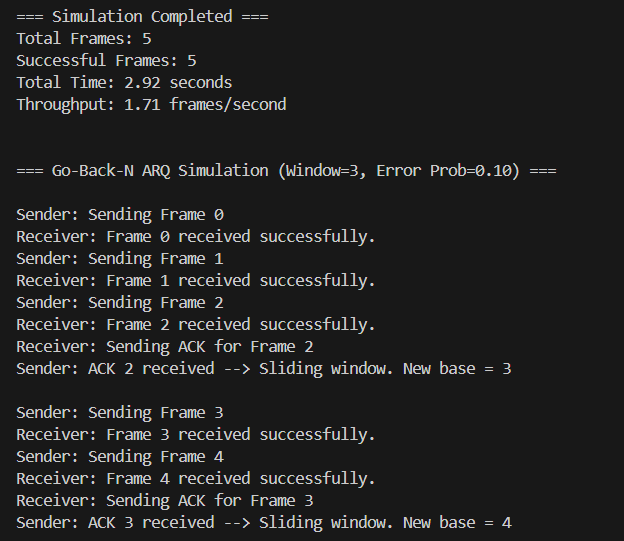 === Simulation Completed ===
Total Frames: 5
Successful Frames: 5
Total Time: 2.92 seconds
Throughput: 1.71 frames/second
=== Go-Back-N ARQ Simulation (Window=3, Error Prob=0.10) ===
Sender: Sending Frame 0
Receiver: Frame 0 received successfully.
Sender: Sending Frame 1
Receiver: Frame 1 received successfully.
Sender: Sending Frame 2
Receiver: Frame 2 received successfully.
Receiver: Sending ACK for Frame 2
Sender: ACK 2 received --> Sliding window. New base = 3
Sender: Sending Frame 3
Receiver: Frame 3 received successfully.
Sender: Sending Frame 4
Receiver: Frame 4 received successfully.
Receiver: Sending ACK for Frame 3
Sender: ACK 3 received --> Sliding window. New base = 4